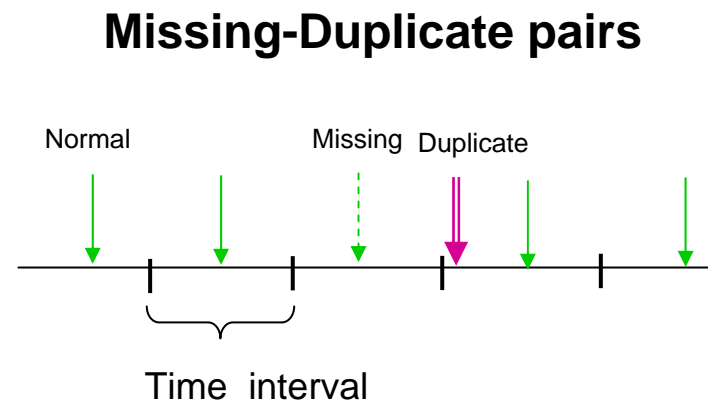 Missing-Duplicate pairs
Normal
Missing
Duplicate
Time interval